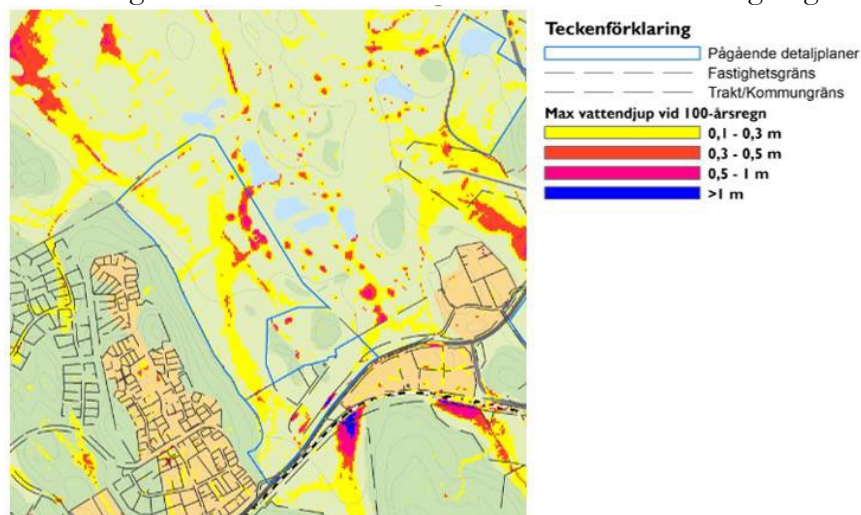 Teckenförklaring
Pågående detaljplaner
Fastighetsgräns
Trakt/Kommungräns
Max vattendjup vid 100-årsregn
0,1 - 0,3 m
0,3 - 0,5 m
0,5 - 1 m
>1 m